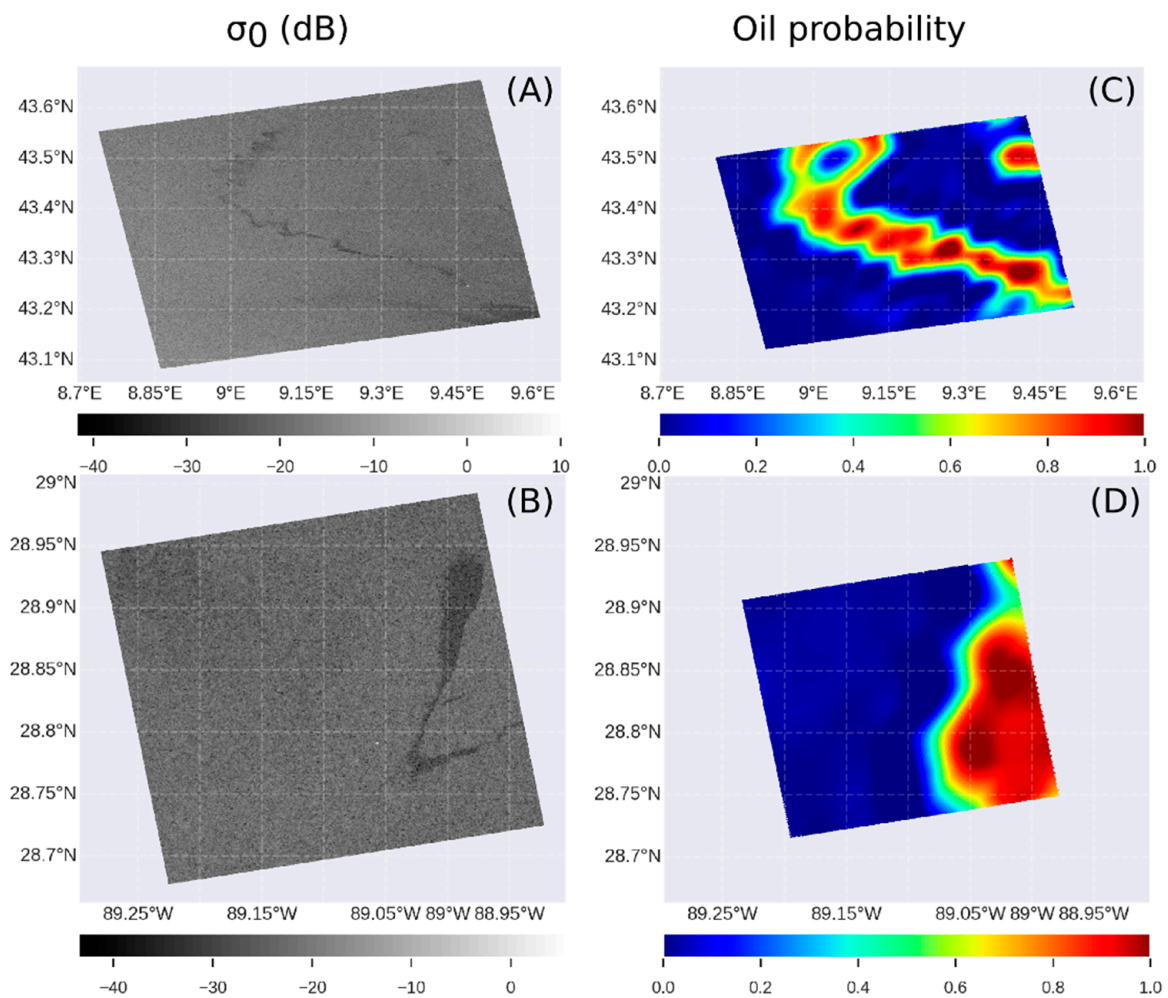 σ0 (dB)
Oil probability
(A)
43.6°N
43.5°N
43.4°N
43.3°N
43.2°N
43.1°N
8.7°E 8.85°E 9°E 9.15°E 9.3°E 9.45°E 9.6°E
−40 −30 −20 −10 0 10
(C)
43.6°N
43.5°N
43.4°N
43.3°N
43.2°N
43.1°N
8.7°E 8.85°E 9°E 9.15°E 9.3°E 9.45°E 9.6°E
0.0 0.2 0.4 0.6 0.8 1.0
(B)
29°N
28.95°N
28.9°N
28.85°N
28.8°N
28.75°N
28.7°N
89.25°W 89.15°W 89.05°W 89°W 88.95°W
−40 −30 −20 −10 0
(D)
29°N
28.95°N
28.9°N
28.85°N
28.8°N
28.75°N
28.7°N
89.25°W 89.15°W 89.05°W 89°W 88.95°W
0.0 0.2 0.4 0.6 0.8 1.0